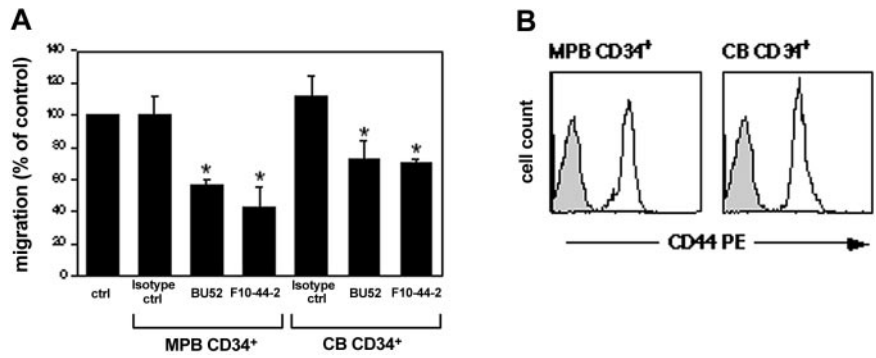 A
migration (% of control)
140
120
100
80
60
40
20
0
ctrl
Isotype ctrl
BU52
F10-44-2
Isotype ctrl
BU52
F10-44-2
* * * *
MPB CD34+
CB CD34+
B
MPB CD34+
CB CD34+
cell count
CD44 PE